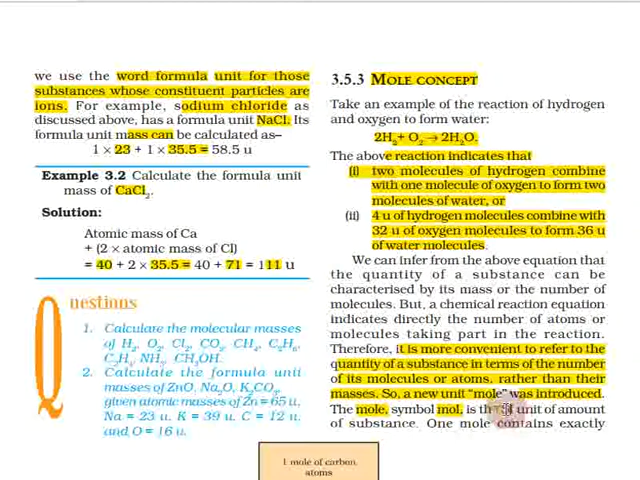 we use the word formula unit for those
substances whose constituent particles are
ions. For example, sodium chloride as
discussed above, has a formula unit NaCl. Its
formula unit mass can be calculated as–
1 × 23 + 1 × 35.5 = 58.5 u
Example 3.2 Calculate the formula unit
mass of CaCl₂.
Solution:
Atomic mass of Ca
+ (2 × atomic mass of Cl)
= 40 + 2 × 35.5 = 40 + 71 = 111 u
Questions
1. Calculate the molecular masses
of H₂, O₂, Cl₂, CO₂, CH₄, C₂H₆,
C₂H₄, NH₃, CH₃OH.
2. Calculate the formula unit
masses of ZnO, Na₂O, K₂CO₃,
given atomic masses of Zn = 65 u,
Na = 23 u, K = 39 u, C = 12 u,
and O = 16 u.
3.5.3 MOLE CONCEPT
Take an example of the reaction of hydrogen
and oxygen to form water:
2H₂+ O₂ → 2H₂O.
The above reaction indicates that
(i) two molecules of hydrogen combine
with one molecule of oxygen to form two
molecules of water, or
(ii) 4 u of hydrogen molecules combine with
32 u of oxygen molecules to form 36 u
of water molecules.
We can infer from the above equation that
the quantity of a substance can be
characterised by its mass or the number of
molecules. But, a chemical reaction equation
indicates directly the number of atoms or
molecules taking part in the reaction.
Therefore, it is more convenient to refer to the
quantity of a substance in terms of the number
of its molecules or atoms, rather than their
masses. So, a new unit "mole" was introduced.
The mole, symbol mol, is the unit of amount
of substance. One mole contains exactly
1 mole of carbon
atoms